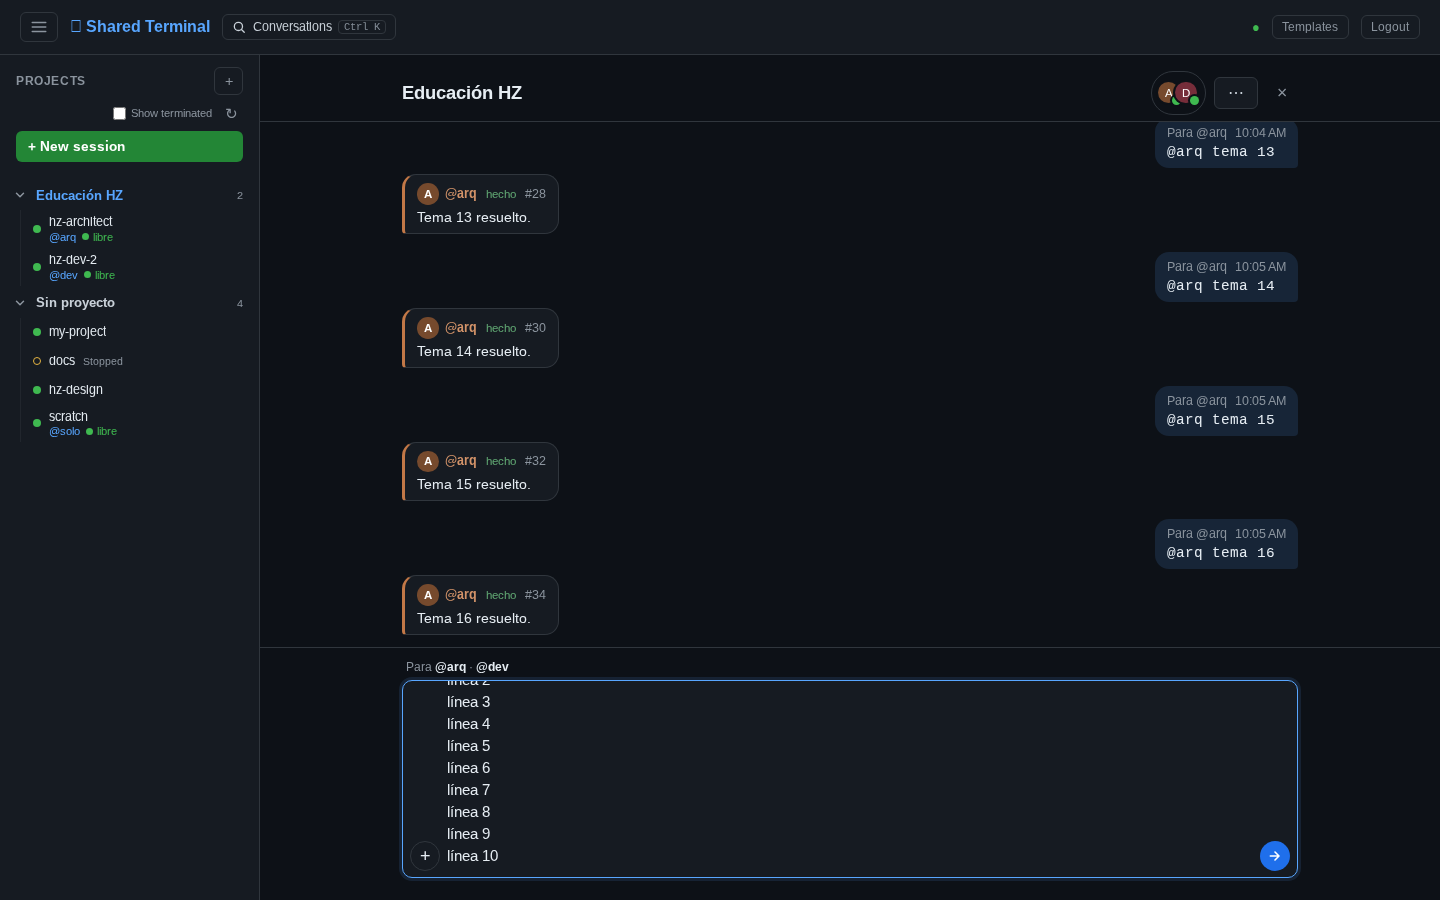 Shared Terminal
Conversations Ctrl K
Templates
Logout
PROJECTS
+
Show terminated
+ New session
Educación HZ 2
hz-architect
@arq libre
hz-dev-2
@dev libre
Sin proyecto 4
my-project
docs Stopped
hz-design
scratch
@solo libre
Educación HZ
A D
⋯
×
Para @arq 10:04 AM
@arq tema 13
A @arq hecho #28
Tema 13 resuelto.
Para @arq 10:05 AM
@arq tema 14
A @arq hecho #30
Tema 14 resuelto.
Para @arq 10:05 AM
@arq tema 15
A @arq hecho #32
Tema 15 resuelto.
Para @arq 10:05 AM
@arq tema 16
A @arq hecho #34
Tema 16 resuelto.
Para @arq · @dev
línea 2
línea 3
línea 4
línea 5
línea 6
línea 7
línea 8
línea 9
línea 10
+